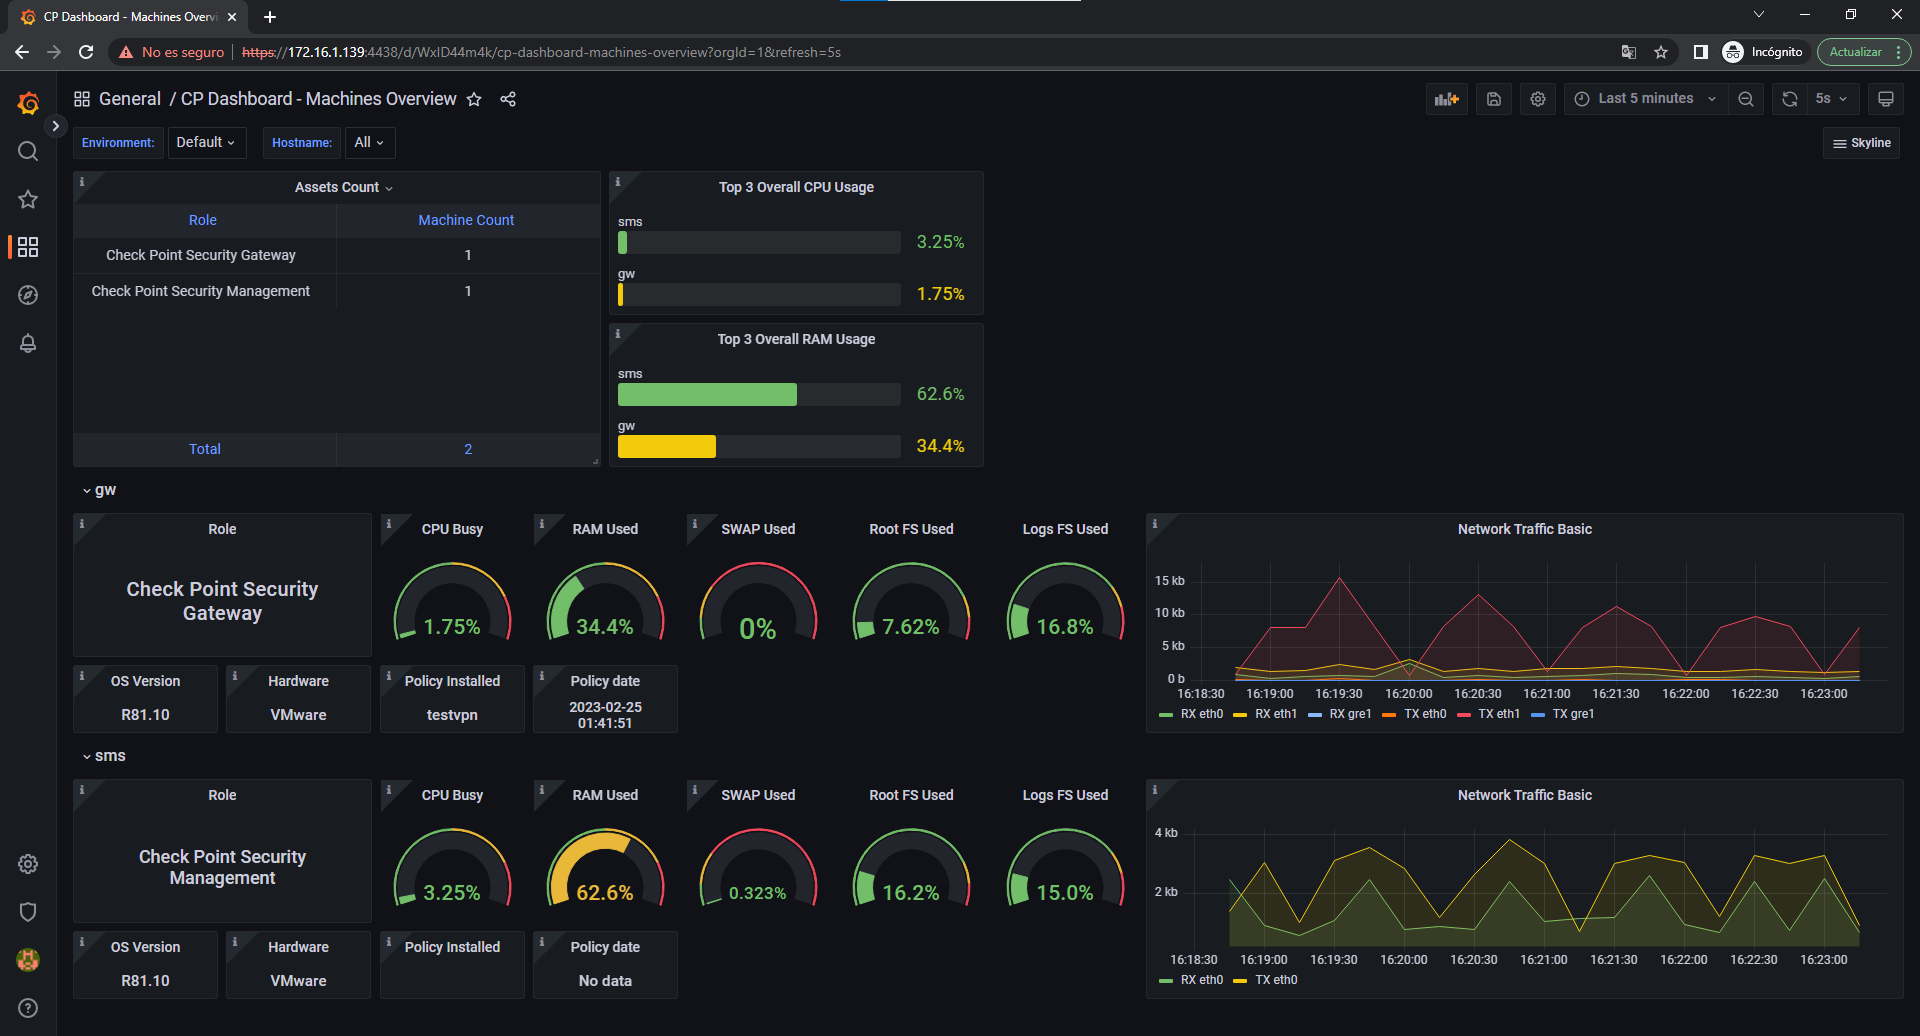 CP Dashboard - Machines Overvi
No es seguro
https://172.16.1.139:4438/d/WxID44m4k/cp-dashboard-machines-overview?orgId=1&refresh=5s
Incógnito
Actualizar
General / CP Dashboard - Machines Overview
Last 5 minutes
5s
Environment:
Default
Hostname:
All
Skyline
Assets Count
Role
Machine Count
Check Point Security Gateway
1
Check Point Security Management
1
Total
2
Top 3 Overall CPU Usage
sms
3.25%
gw
1.75%
Top 3 Overall RAM Usage
sms
62.6%
gw
34.4%
gw
Role
Check Point Security
Gateway
CPU Busy
1.75%
RAM Used
34.4%
SWAP Used
0%
Root FS Used
7.62%
Logs FS Used
16.8%
OS Version
R81.10
Hardware
VMware
Policy Installed
testvpn
Policy date
2023-02-25
01:41:51
Network Traffic Basic
15 kb
10 kb
5 kb
0 b
16:18:30 16:19:00 16:19:30 16:20:00 16:20:30 16:21:00 16:21:30 16:22:00 16:22:30 16:23:00
RX eth0 RX eth1 RX gre1 TX eth0 TX eth1 TX gre1
sms
Role
Check Point Security
Management
CPU Busy
3.25%
RAM Used
62.6%
SWAP Used
0.323%
Root FS Used
16.2%
Logs FS Used
15.0%
OS Version
R81.10
Hardware
VMware
Policy Installed
Policy date
No data
Network Traffic Basic
4 kb
2 kb
16:18:30 16:19:00 16:19:30 16:20:00 16:20:30 16:21:00 16:21:30 16:22:00 16:22:30 16:23:00
RX eth0 TX eth0